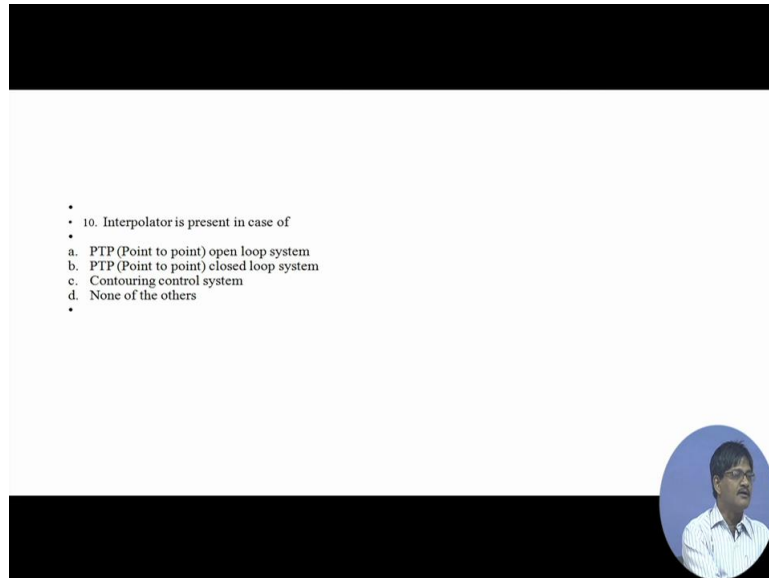 10. Interpolator is present in case of
a. PTP (Point to point) open loop system
b. PTP (Point to point) closed loop system
c. Contouring control system
d. None of the others